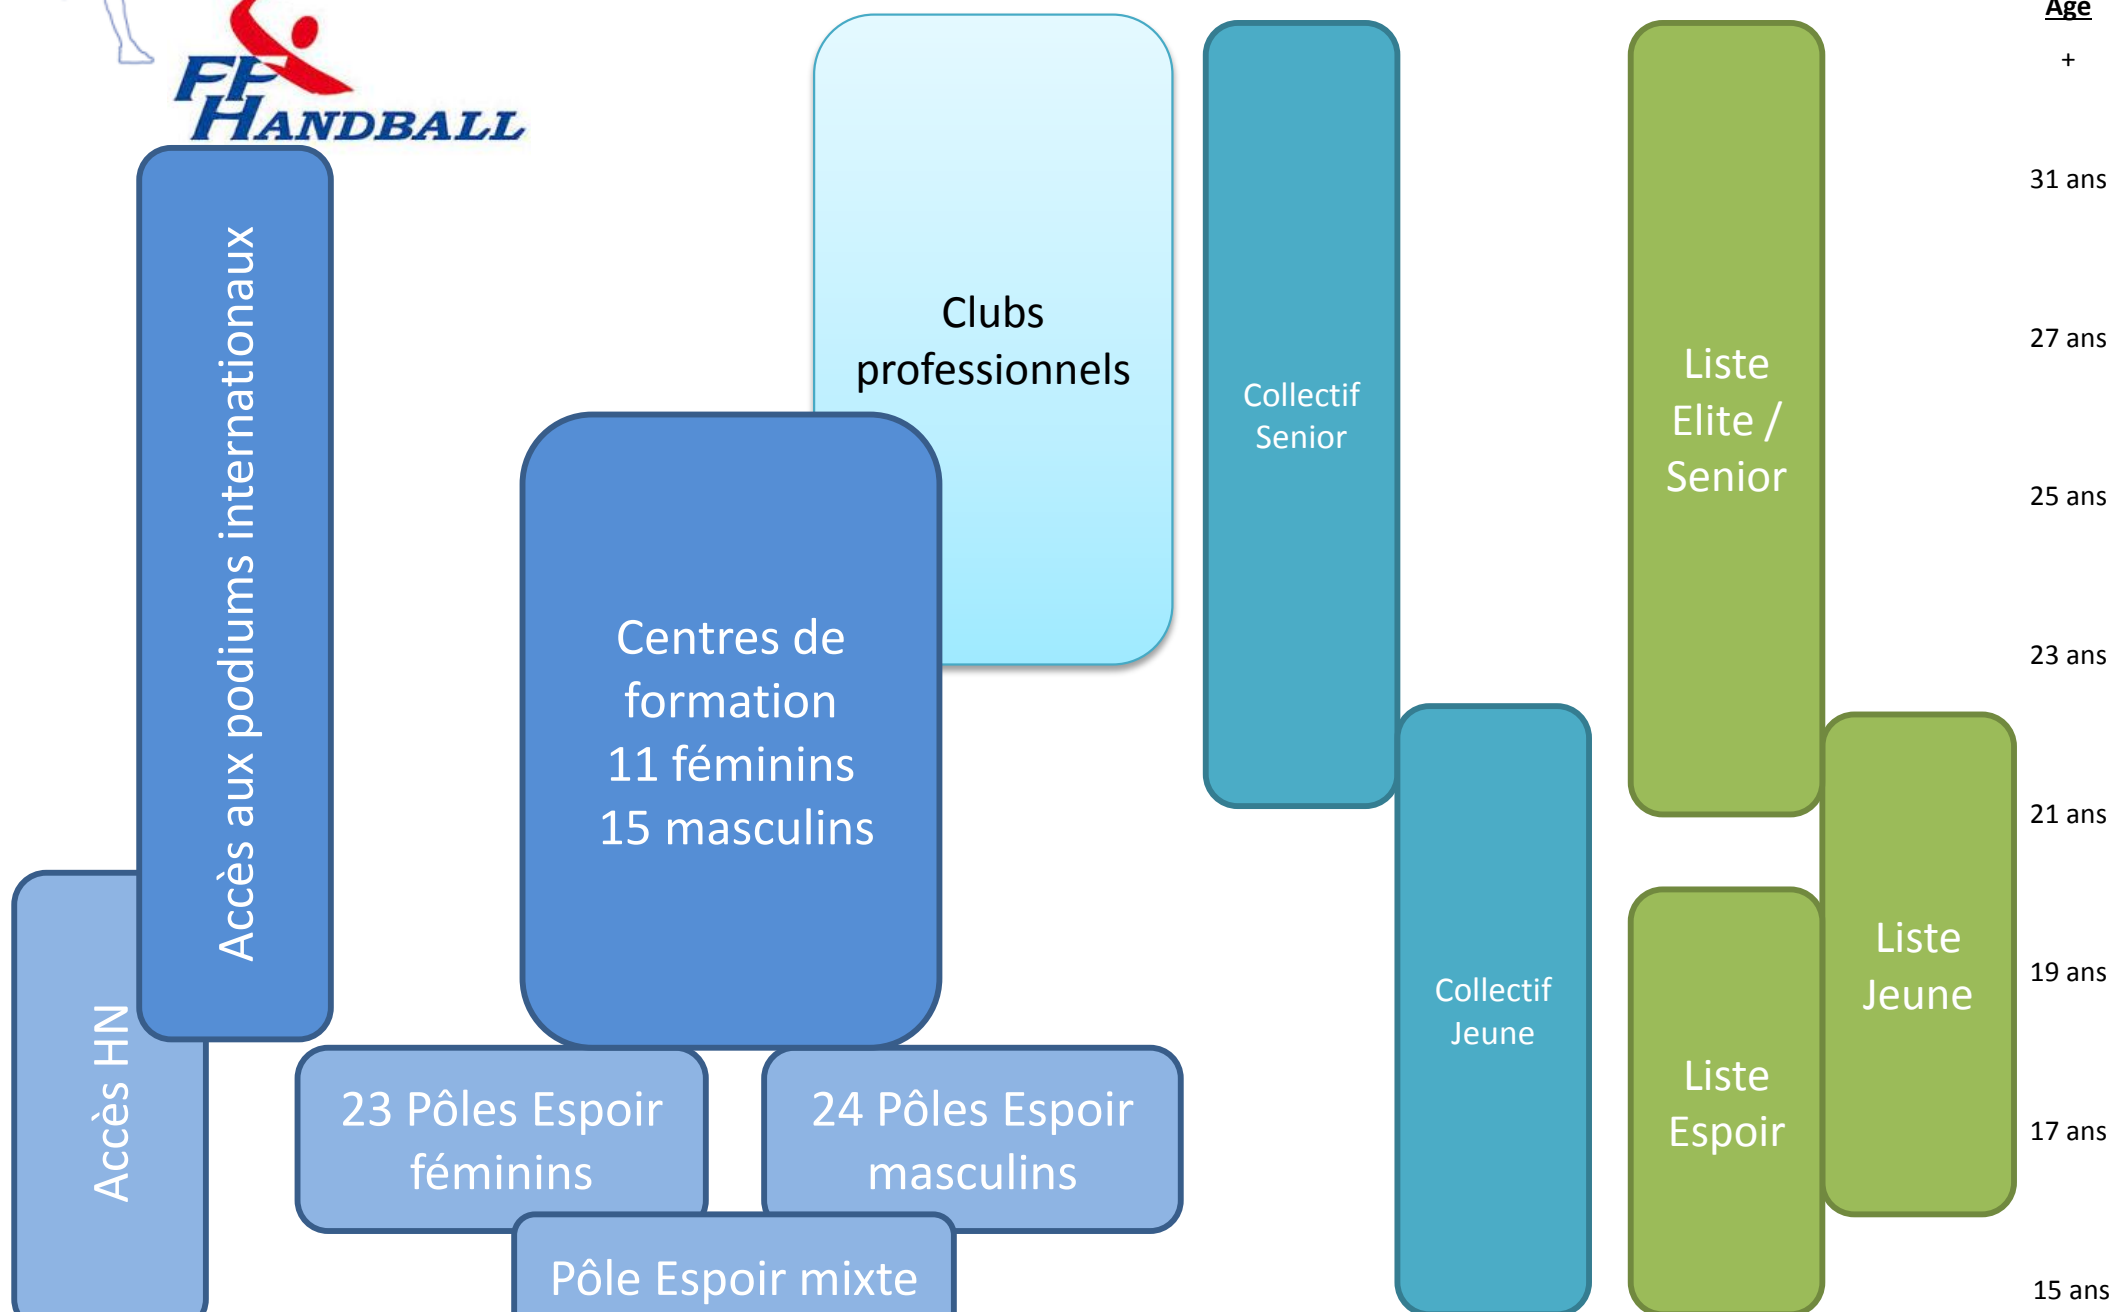 FF
HANDBALL
Accès aux podiums internationaux
Accès HN
Clubs
professionnels
Centres de
formation
11 féminins
15 masculins
23 Pôles Espoir
féminins
24 Pôles Espoir
masculins
Pôle Espoir mixte
Collectif
Senior
Collectif
Jeune
Liste
Elite /
Senior
Liste
Jeune
Liste
Espoir
Age
+
31 ans
27 ans
25 ans
23 ans
21 ans
19 ans
17 ans
15 ans